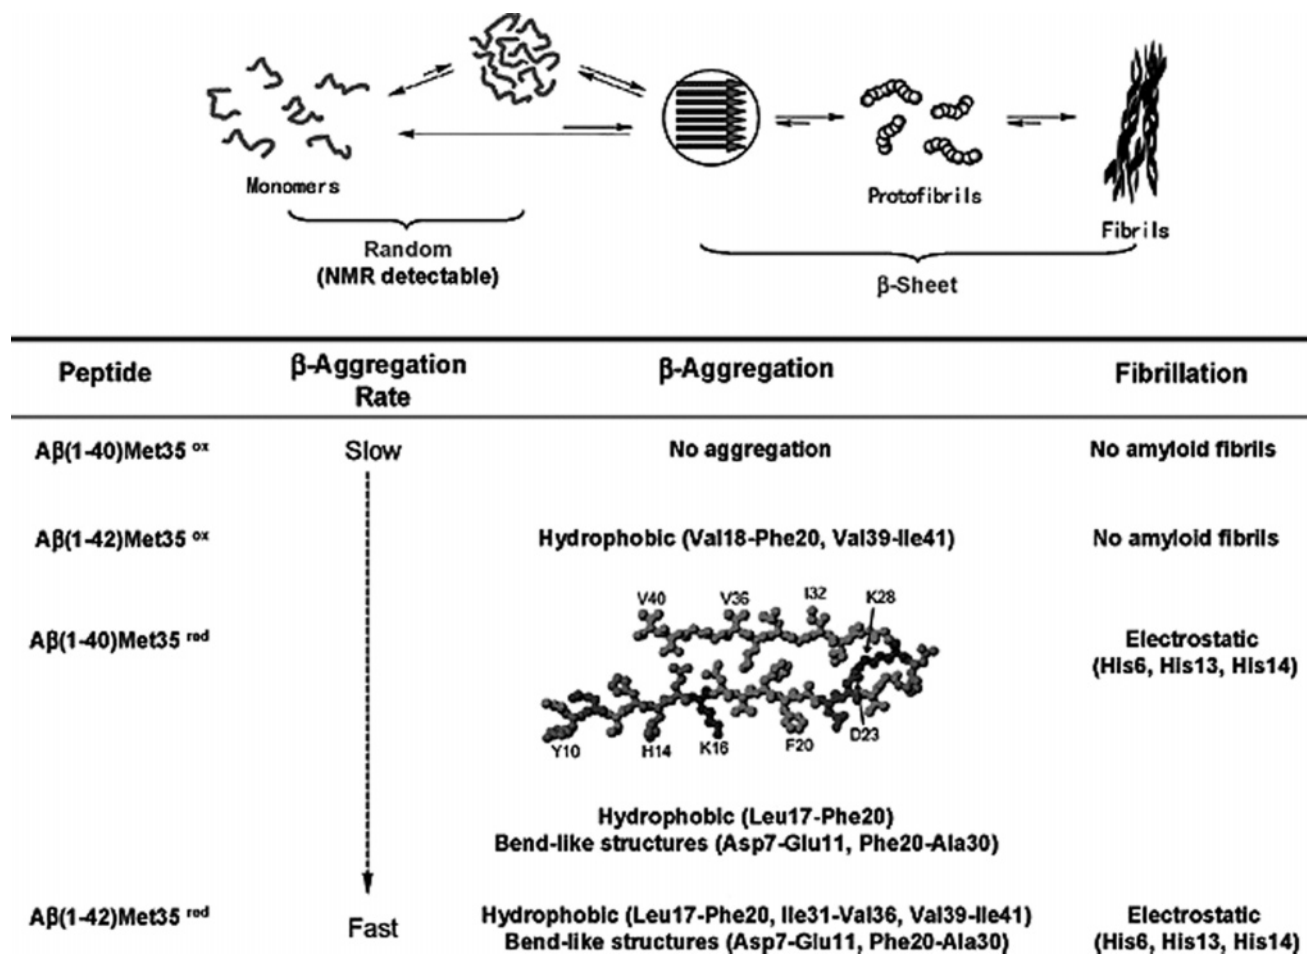 Monomers
Random
(NMR detectable)
Protofibrils
Fibrils
β-Sheet
Peptide
β-Aggregation
Rate
β-Aggregation
Fibrillation
Aβ(1-40)Met35 ox
Slow
No aggregation
No amyloid fibrils
Aβ(1-42)Met35 ox
Hydrophobic (Val18-Phe20, Val39-Ile41)
No amyloid fibrils
Aβ(1-40)Met35 red
V40
V36
I32
K28
Y10
H14
K16
F20
D23
Electrostatic
(His6, His13, His14)
Hydrophobic (Leu17-Phe20)
Bend-like structures (Asp7-Glu11, Phe20-Ala30)
Aβ(1-42)Met35 red
Fast
Hydrophobic (Leu17-Phe20, Ile31-Val36, Val39-Ile41)
Bend-like structures (Asp7-Glu11, Phe20-Ala30)
Electrostatic
(His6, His13, His14)